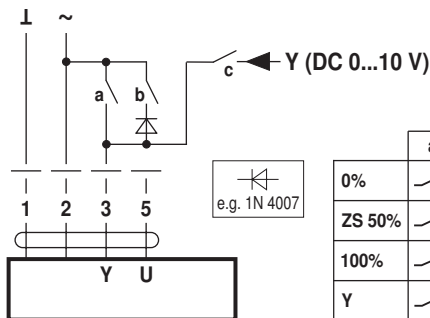 ⊥ ~
a b c Y (DC 0...10 V)
e.g. 1N 4007
1 2 3 5
Y U
a
0%
ZS 50%
100%
Y